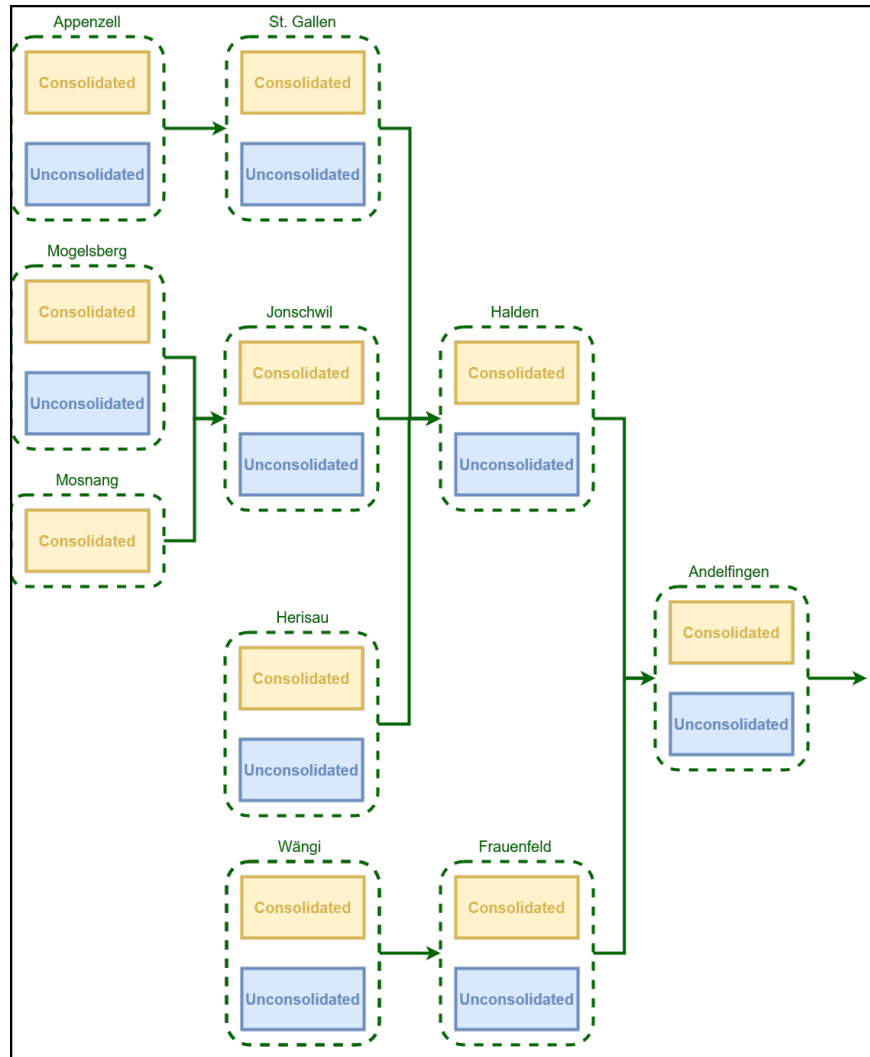 Appenzell
Consolidated
Unconsolidated
St. Gallen
Consolidated
Unconsolidated
Mogelsberg
Consolidated
Unconsolidated
Jonschwil
Consolidated
Unconsolidated
Halden
Consolidated
Unconsolidated
Mosnang
Consolidated
Herisau
Consolidated
Unconsolidated
Andelfingen
Consolidated
Unconsolidated
Wängi
Consolidated
Unconsolidated
Frauenfeld
Consolidated
Unconsolidated